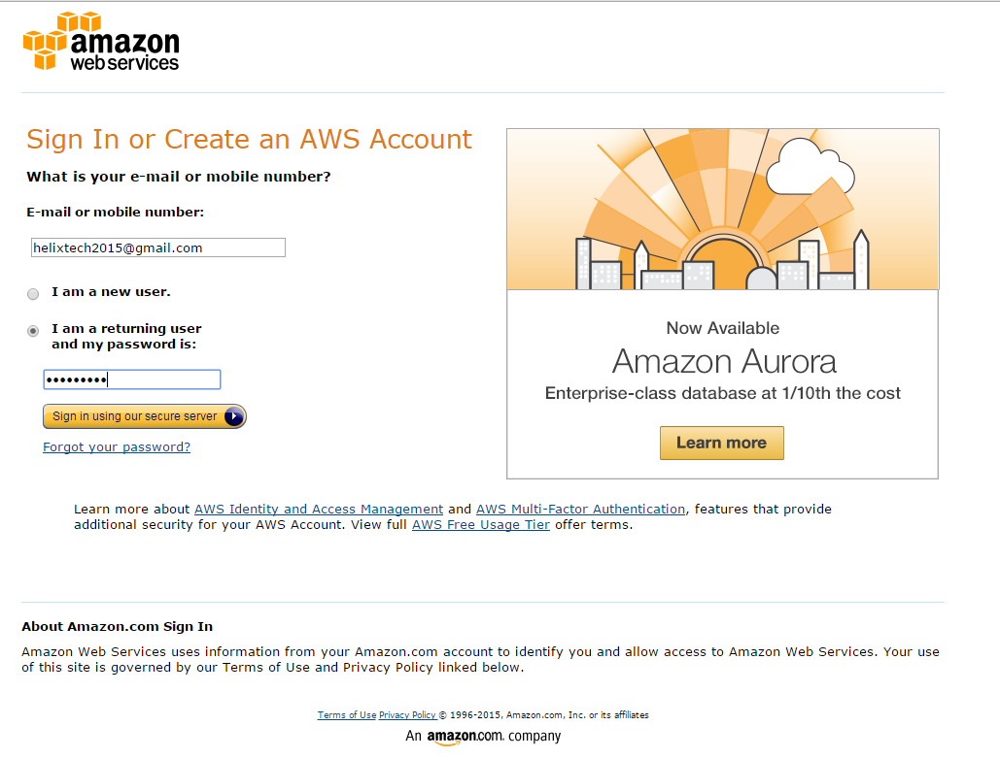 amazon
web services
Sign In or Create an AWS Account
What is your e-mail or mobile number?
E-mail or mobile number:
helixtech2015@gmail.com
I am a new user.
I am a returning user
and my password is:
•••••••••
Sign in using our secure server
Forgot your password?
Now Available
Amazon Aurora
Enterprise-class database at 1/10th the cost
Learn more
Learn more about AWS Identity and Access Management and AWS Multi-Factor Authentication, features that provide
additional security for your AWS Account. View full AWS Free Usage Tier offer terms.
About Amazon.com Sign In
Amazon Web Services uses information from your Amazon.com account to identify you and allow access to Amazon Web Services. Your use
of this site is governed by our Terms of Use and Privacy Policy linked below.
Terms of Use Privacy Policy © 1996-2015, Amazon.com, Inc. or its affiliates
An amazon.com. company